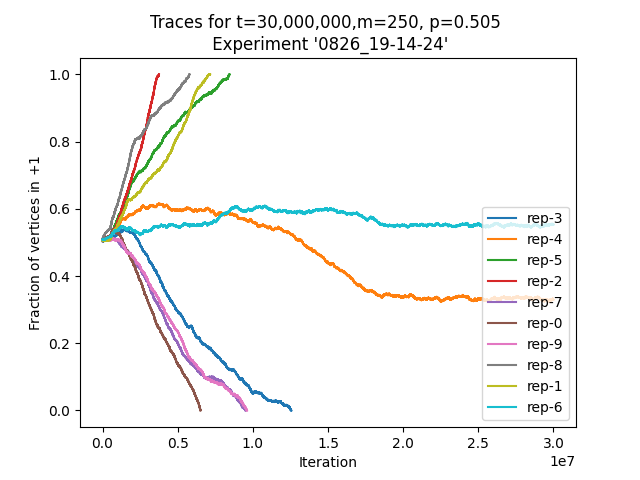 Traces for t=30,000,000,m=250, p=0.505
Experiment '0826_19-14-24'
Fraction of vertices in +1
1.0
0.8
0.6
0.4
0.2
0.0
rep-3
rep-4
rep-5
rep-2
rep-7
rep-0
rep-9
rep-8
rep-1
rep-6
0.0 0.5 1.0 1.5 2.0 2.5 3.0
1e7
Iteration